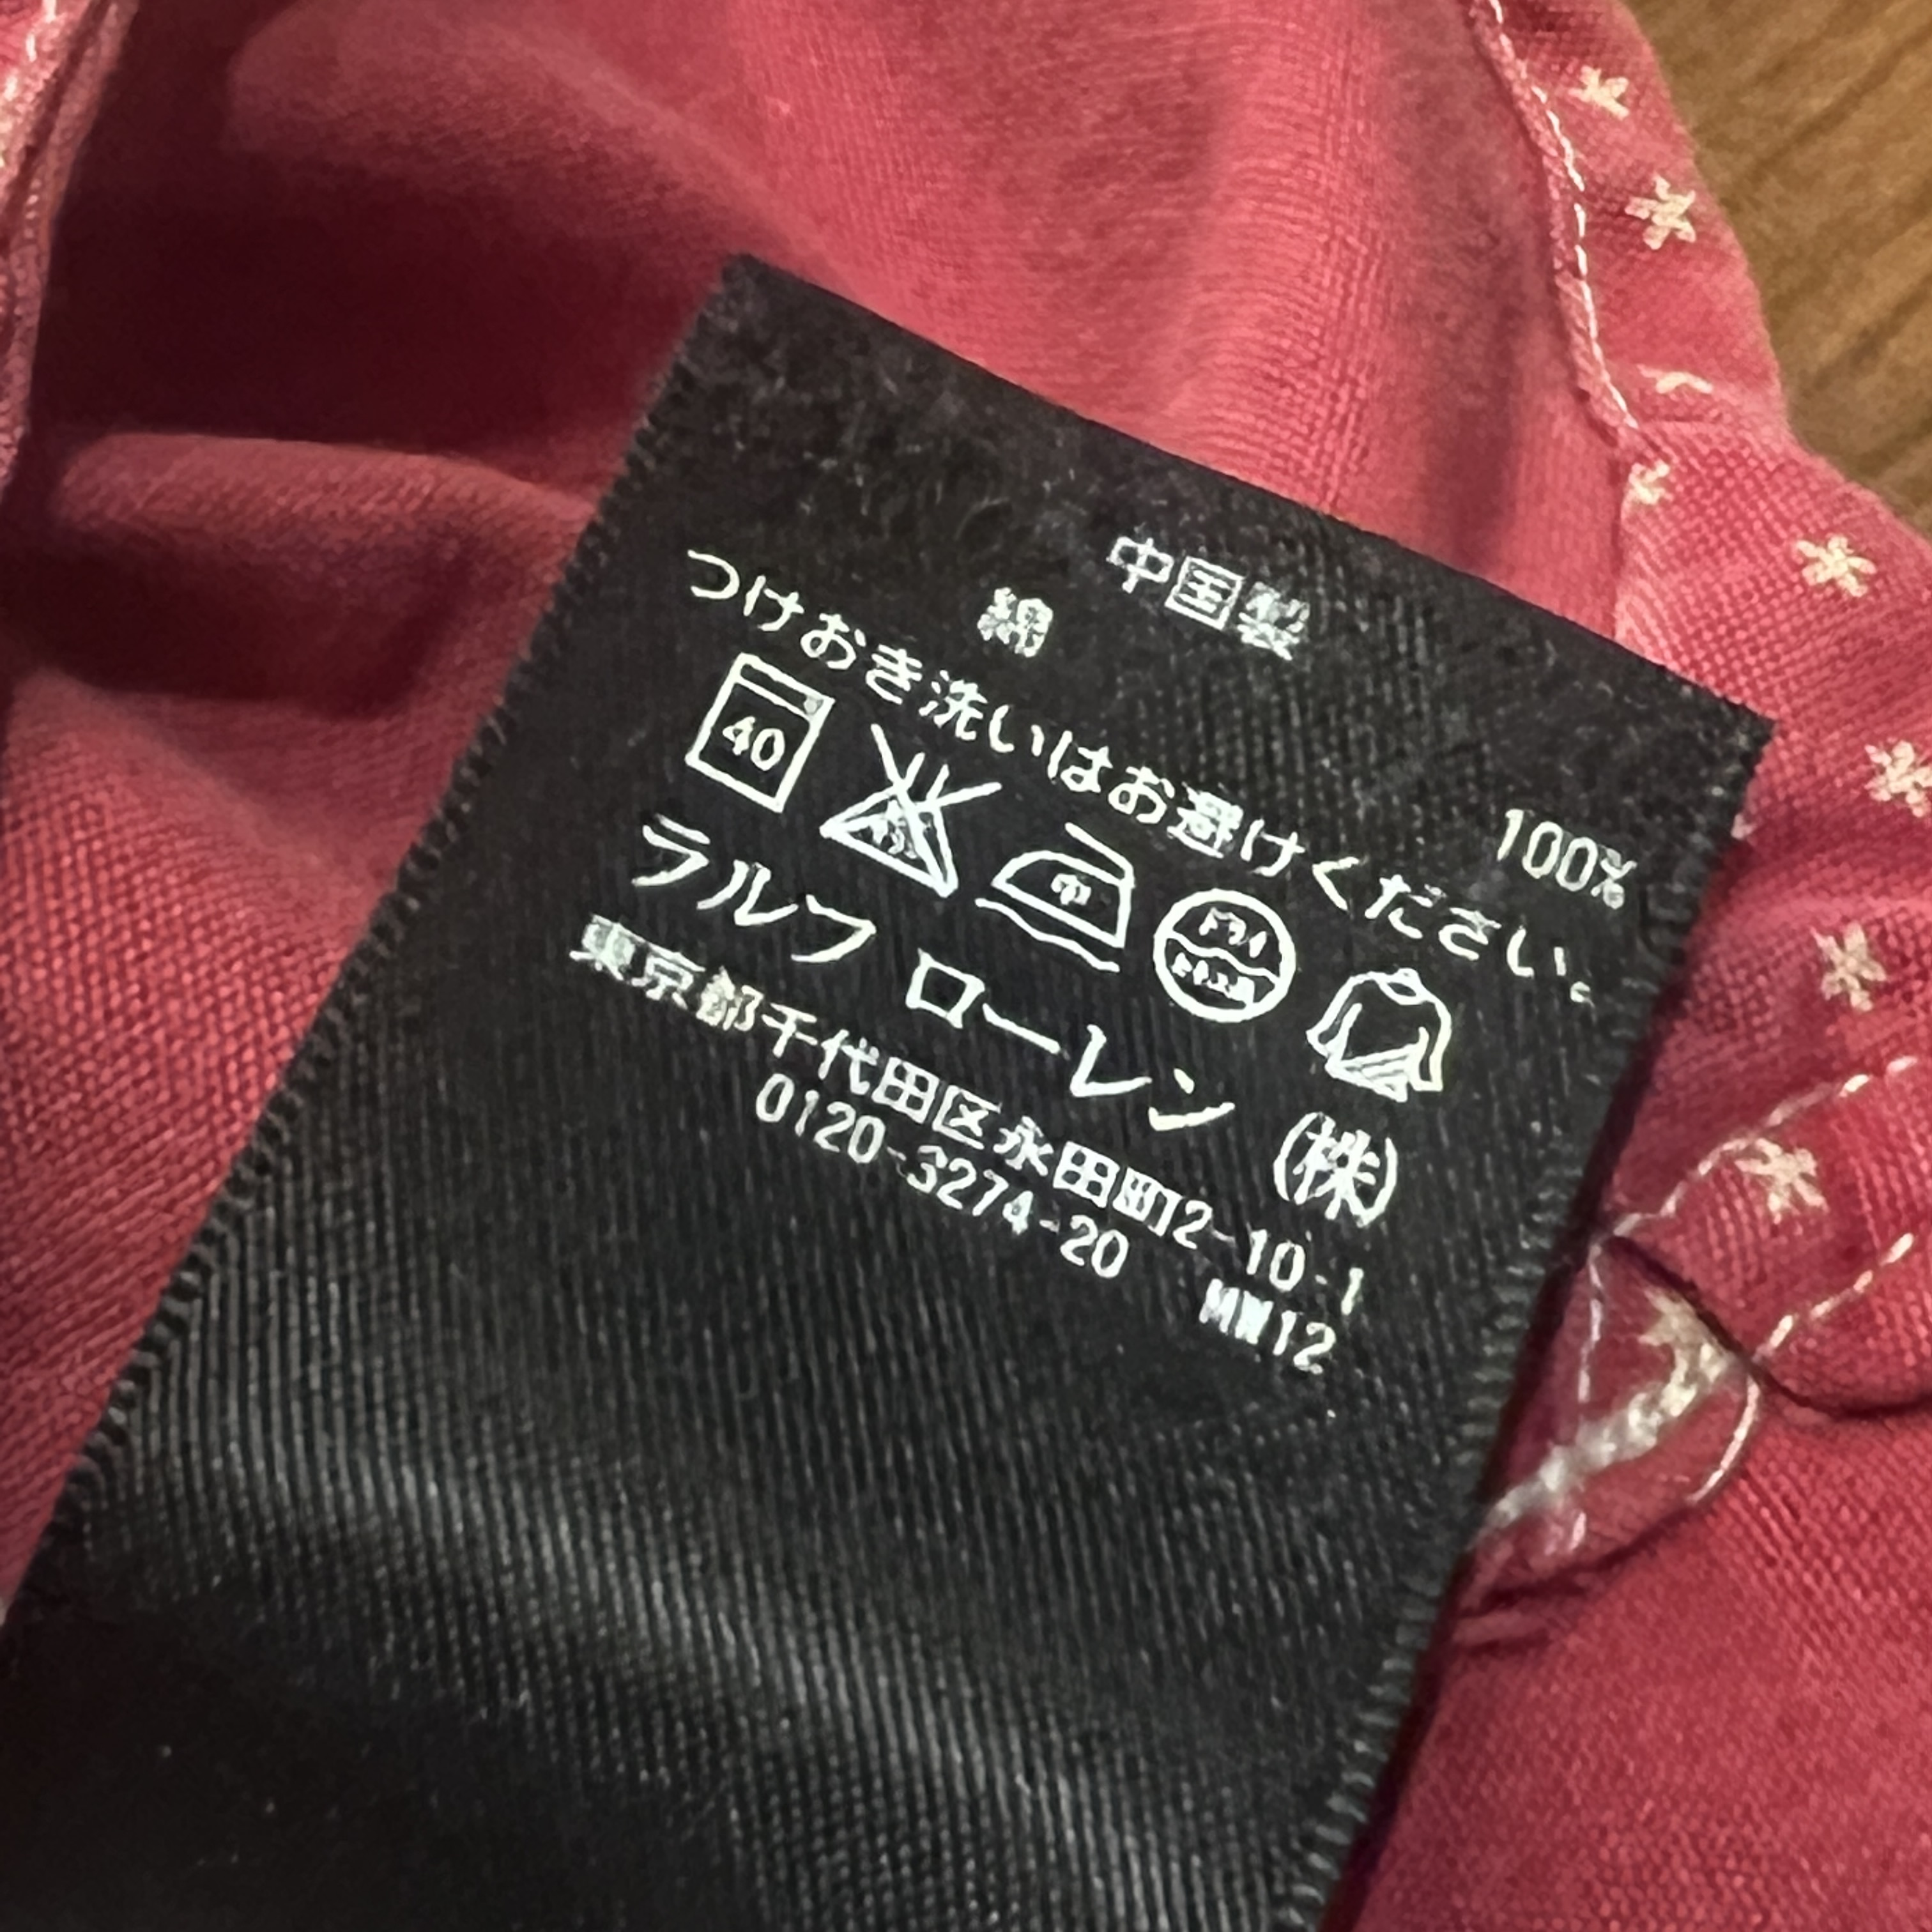 中国製
綿 100%
つけおき洗いはお避けください。
40 中
ラルフ ローレン (株)
東京都千代田区永田町2-10-1
0120-3274-20 MW12